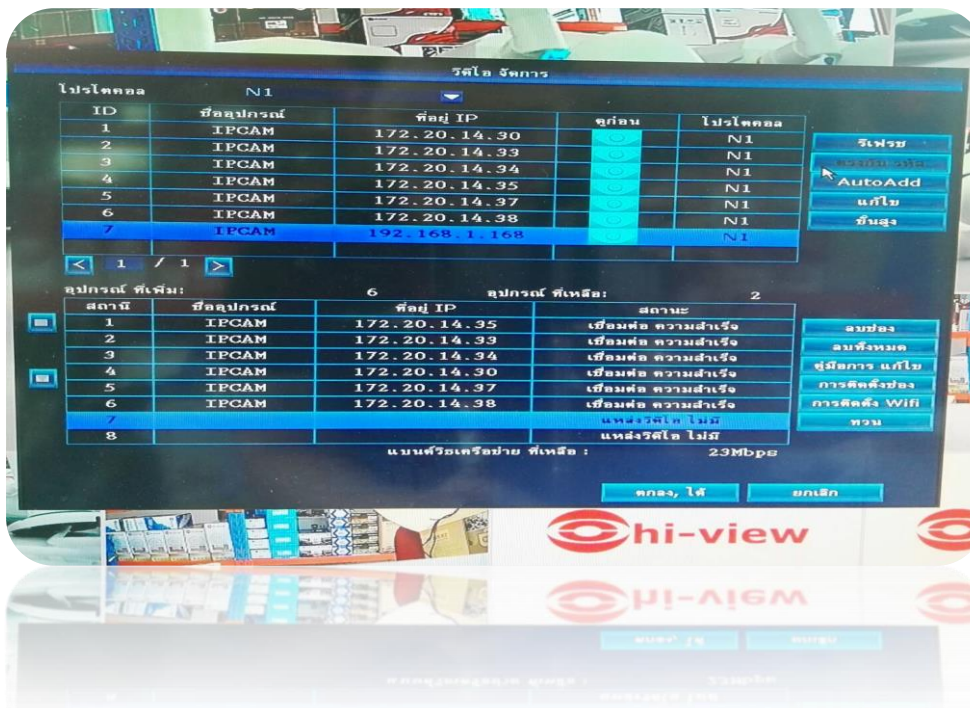 วีดีโอ จัดการ
โปรโตคอล N1
ID ชื่ออุปกรณ์ ที่อยู่ IP ดูก่อน โปรโตคอล
1 IPCAM 172.20.14.30 N1
2 IPCAM 172.20.14.33 N1
3 IPCAM 172.20.14.34 N1
4 IPCAM 172.20.14.35 N1
5 IPCAM 172.20.14.37 N1
6 IPCAM 172.20.14.38 N1
7 IPCAM 192.168.1.168 N1
รีเฟรช
ตรงกับ รหัส
AutoAdd
แก้ไข
ขั้นสูง
< 1 / 1 >
อุปกรณ์ ที่เพิ่ม: 6 อุปกรณ์ ที่เหลือ: 2
สถานี ชื่ออุปกรณ์ ที่อยู่ IP สถานะ
1 IPCAM 172.20.14.35 เชื่อมต่อ ความสำเร็จ
2 IPCAM 172.20.14.33 เชื่อมต่อ ความสำเร็จ
3 IPCAM 172.20.14.34 เชื่อมต่อ ความสำเร็จ
4 IPCAM 172.20.14.30 เชื่อมต่อ ความสำเร็จ
5 IPCAM 172.20.14.37 เชื่อมต่อ ความสำเร็จ
6 IPCAM 172.20.14.38 เชื่อมต่อ ความสำเร็จ
7 แหล่งวีดีโอ ไม่มี
8 แหล่งวีดีโอ ไม่มี
ลบช่อง
ลบทั้งหมด
คู่มือการ แก้ไข
การติดตั้งช่อง
การติดตั้ง Wifi
ทวน
แบนด์วิธเครือข่าย ที่เหลือ : 23Mbps
ตกลง, ได้ ยกเลิก
hi-view